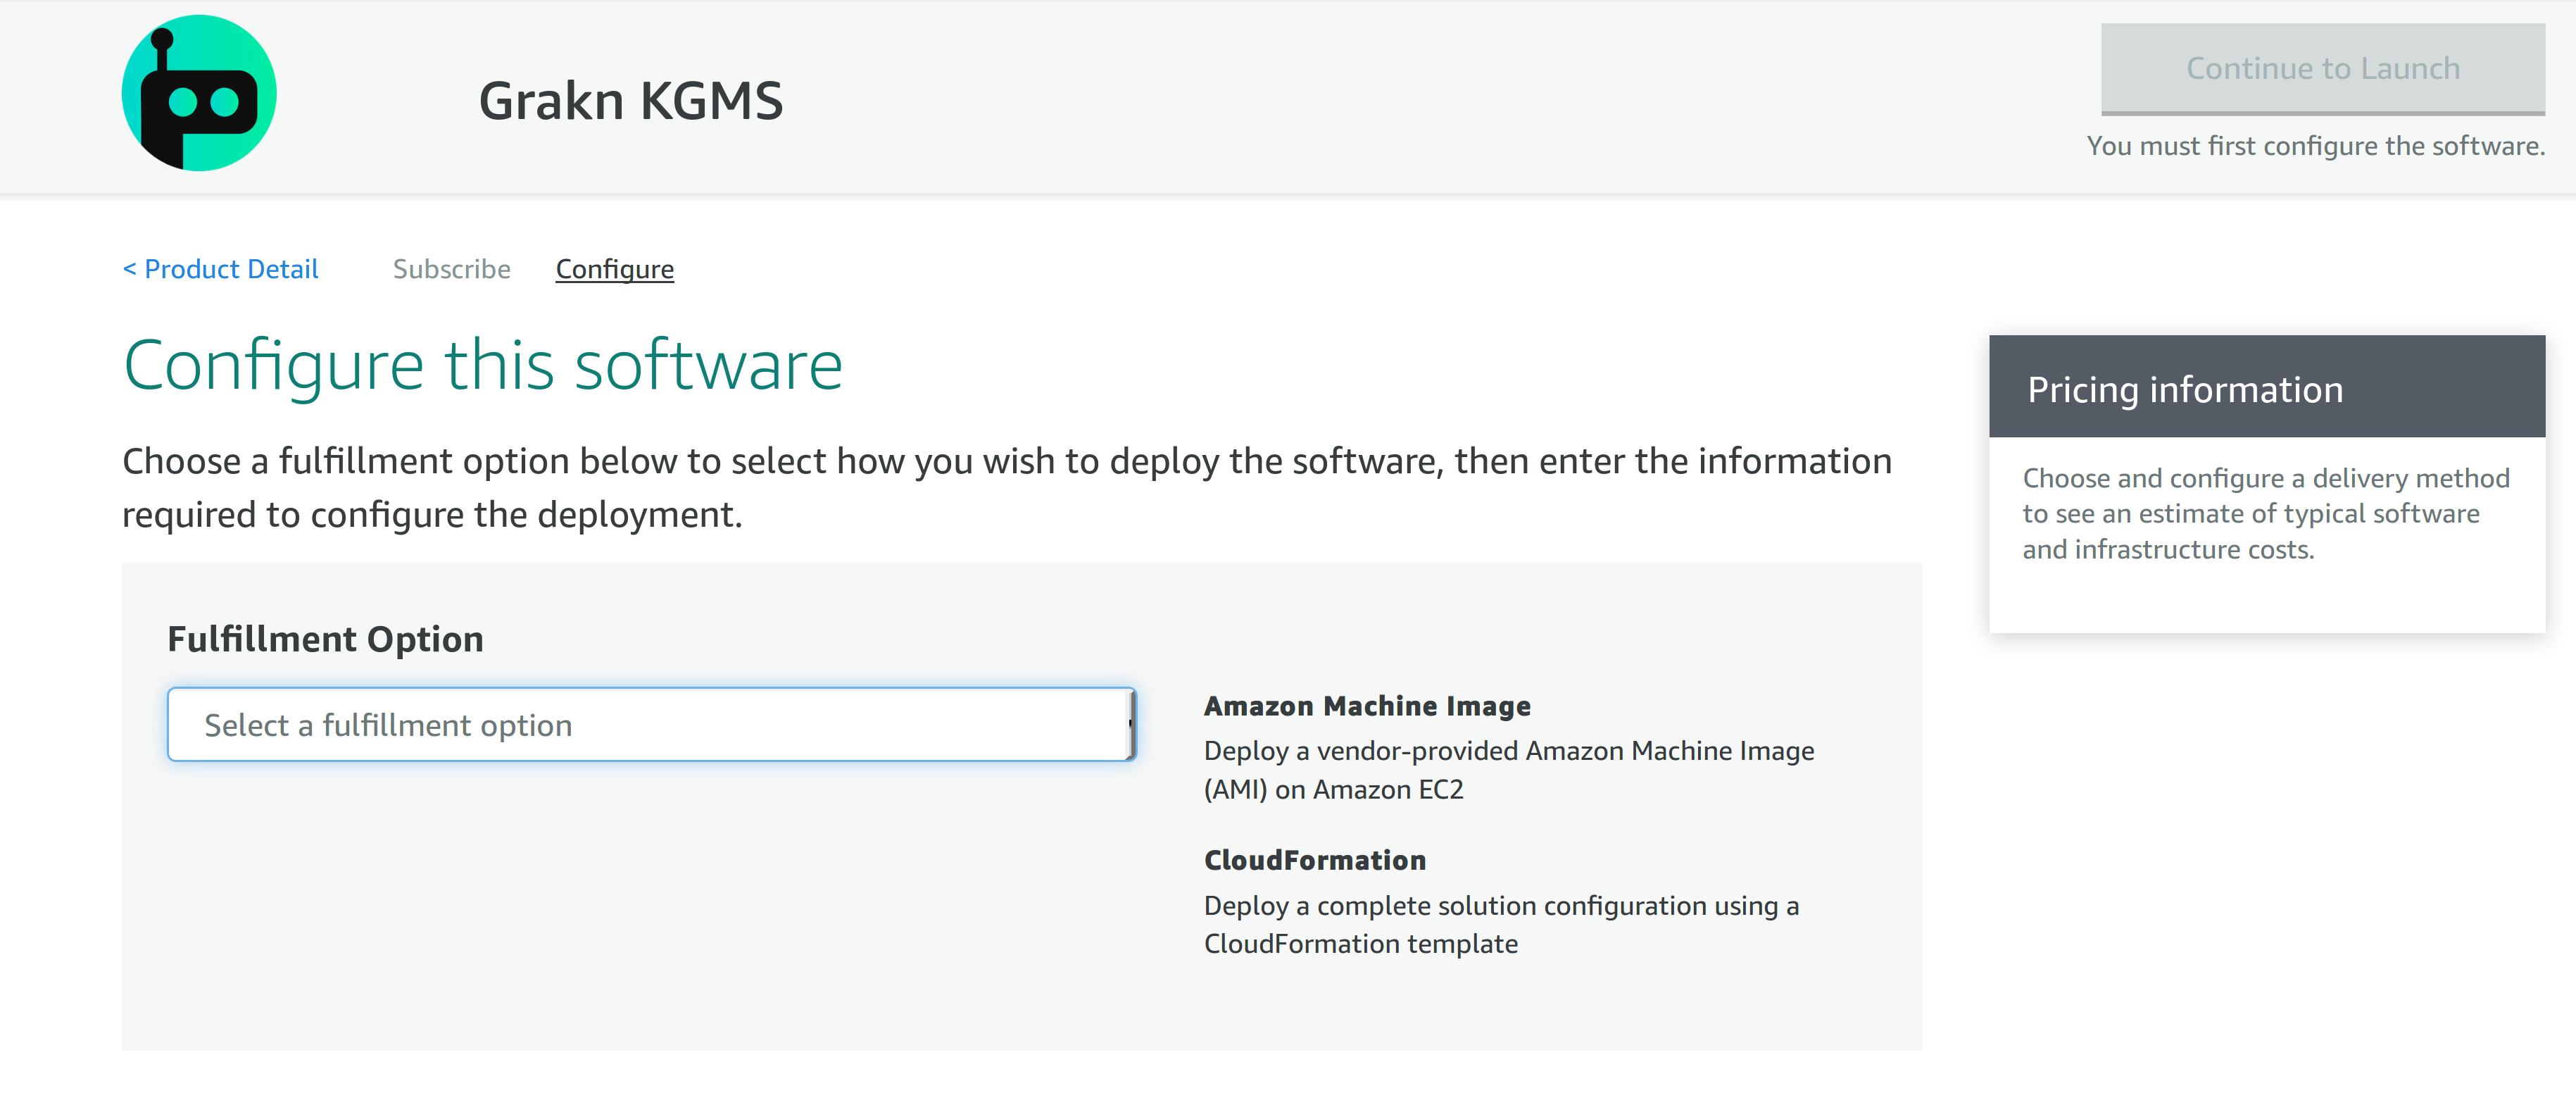 Grakn KGMS
Continue to Launch
You must first configure the software.
< Product Detail
Subscribe
Configure
Configure this software
Choose a fulfillment option below to select how you wish to deploy the software, then enter the information
required to configure the deployment.
Pricing information
Choose and configure a delivery method
to see an estimate of typical software
and infrastructure costs.
Fulfillment Option
Select a fulfillment option
Amazon Machine Image
Deploy a vendor-provided Amazon Machine Image
(AMI) on Amazon EC2
CloudFormation
Deploy a complete solution configuration using a
CloudFormation template